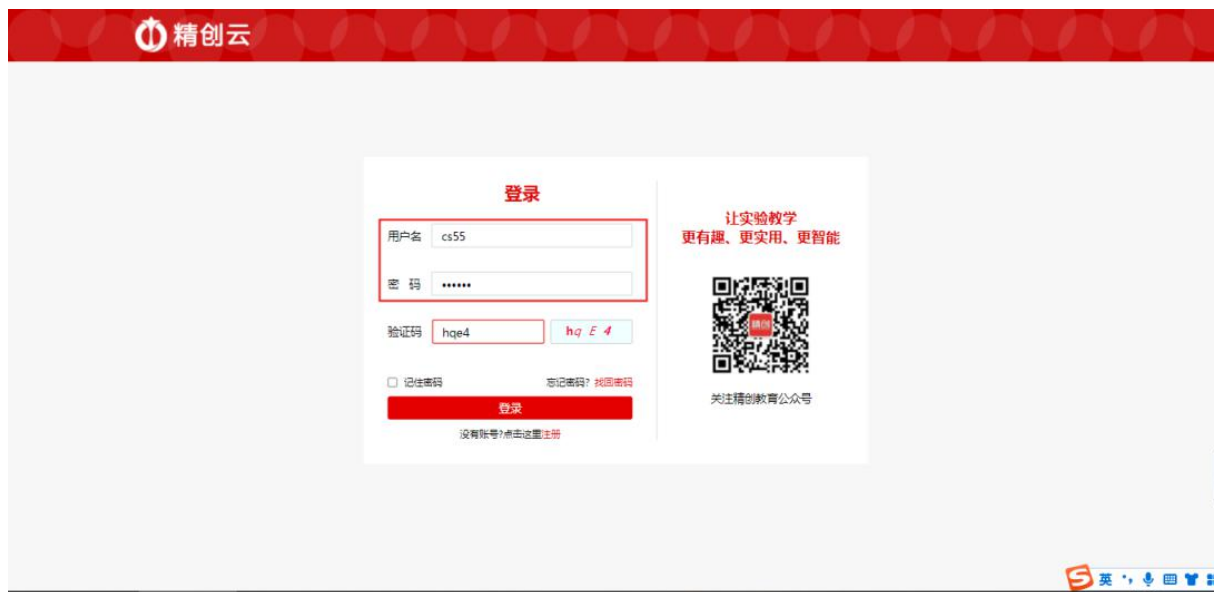 精创云
登录
用户名 cs55
密 码 ••••••
验证码 hqe4 hq E 4
记住密码 忘记密码? 找回密码
登录
没有账号?点击这里注册
让实验教学
更有趣、更实用、更智能
精创
关注精创教育公众号
英